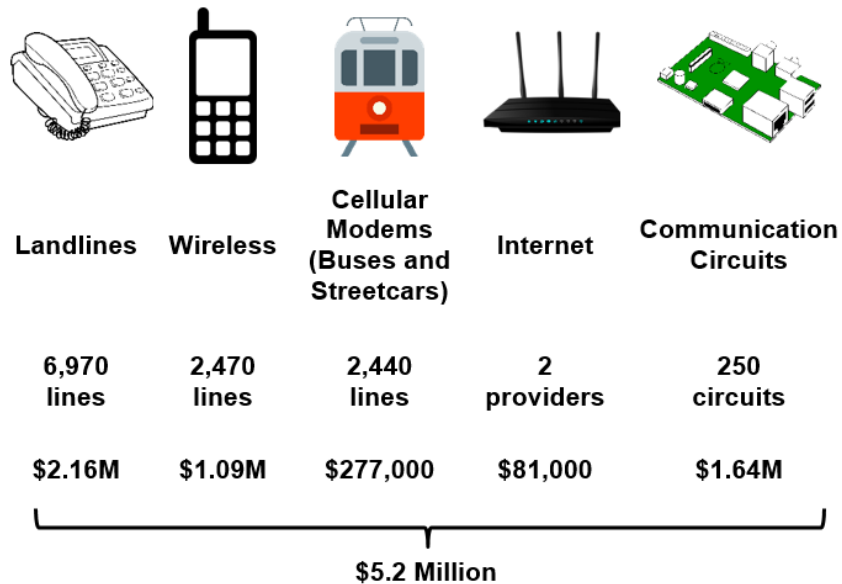 Landlines
Wireless
Cellular
Modems
(Buses and
Streetcars)
Internet
Communication
Circuits
6,970
lines
2,470
lines
2,440
lines
2
providers
250
circuits
$2.16M
$1.09M
$277,000
$81,000
$1.64M
$5.2 Million